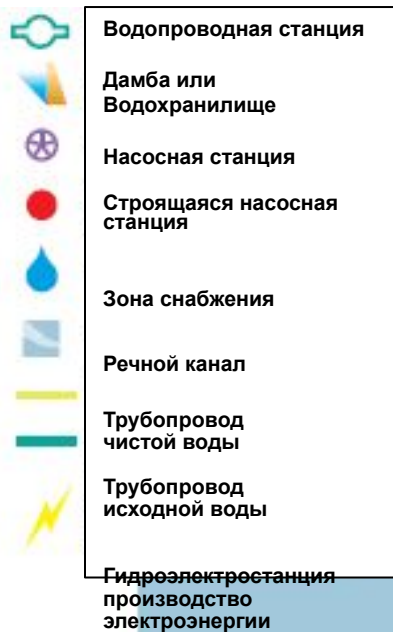 Водопроводная станция
Дамба или
Водохранилище
Насосная станция
Строящаяся насосная
станция
Зона снабжения
Речной канал
Трубопровод
чистой воды
Трубопровод
исходной воды
Гидроэлектростанция
производство
электроэнергии